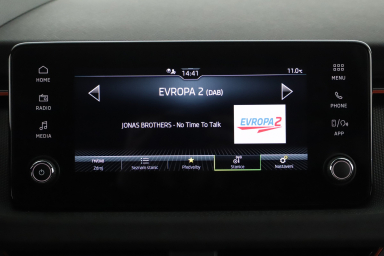 14:41
11.0°C
HOME
MENU
EVROPA 2 (DAB)
RADIO
PHONE
JONAS BROTHERS - No Time To Talk
EVROPA 2
MEDIA
APP
Zdroj
Seznam stanic
Předvolby
Stanice
Nastavení